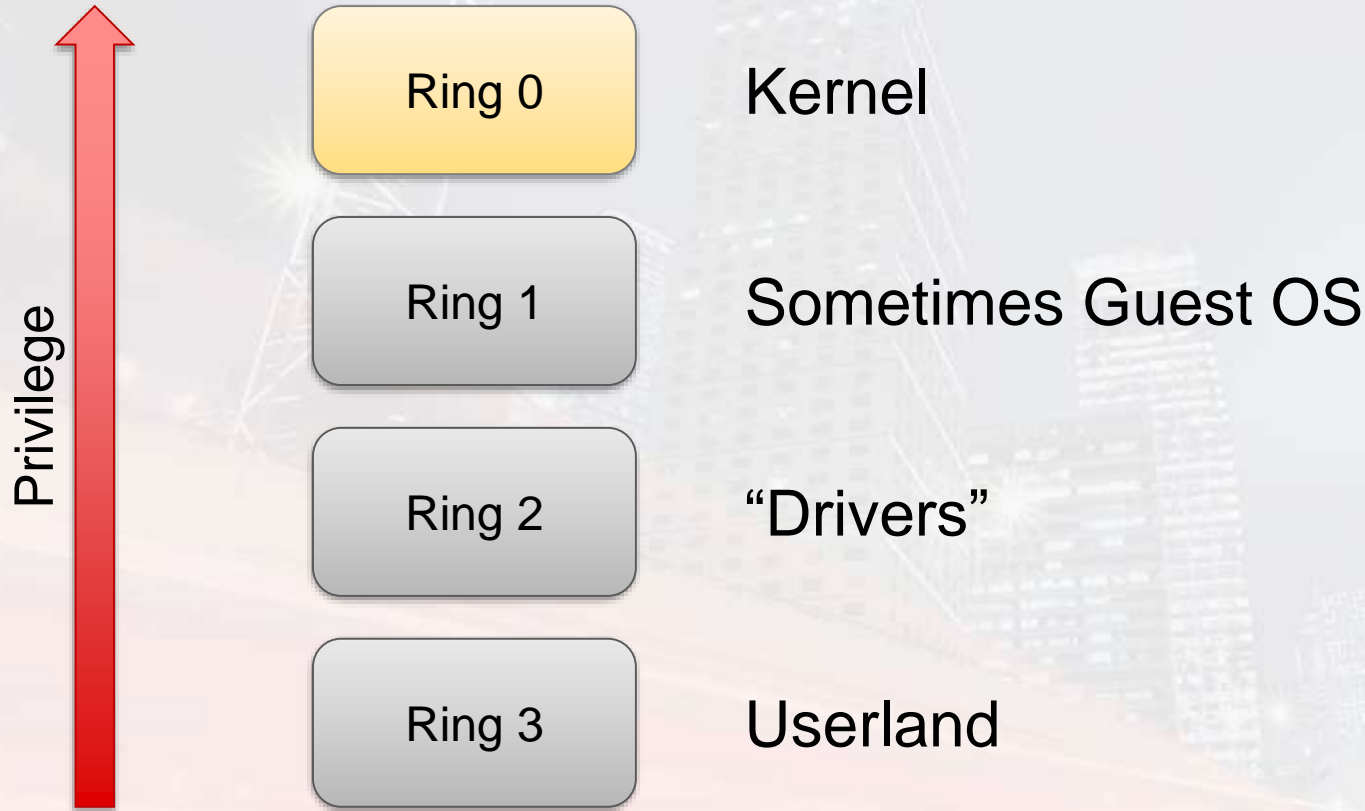 Privilege
Ring 0
Kernel
Ring 1
Sometimes Guest OS
Ring 2
“Drivers”
Ring 3
Userland